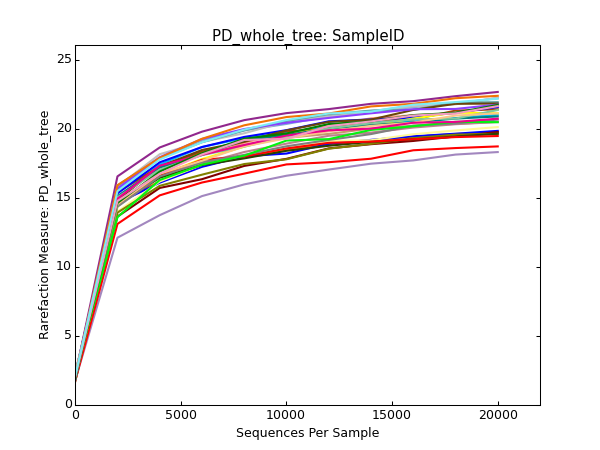 PD_whole_tree: SampleID
25
20
15
10
5
0
Rarefaction Measure: PD_whole_tree
0 5000 10000 15000 20000
Sequences Per Sample